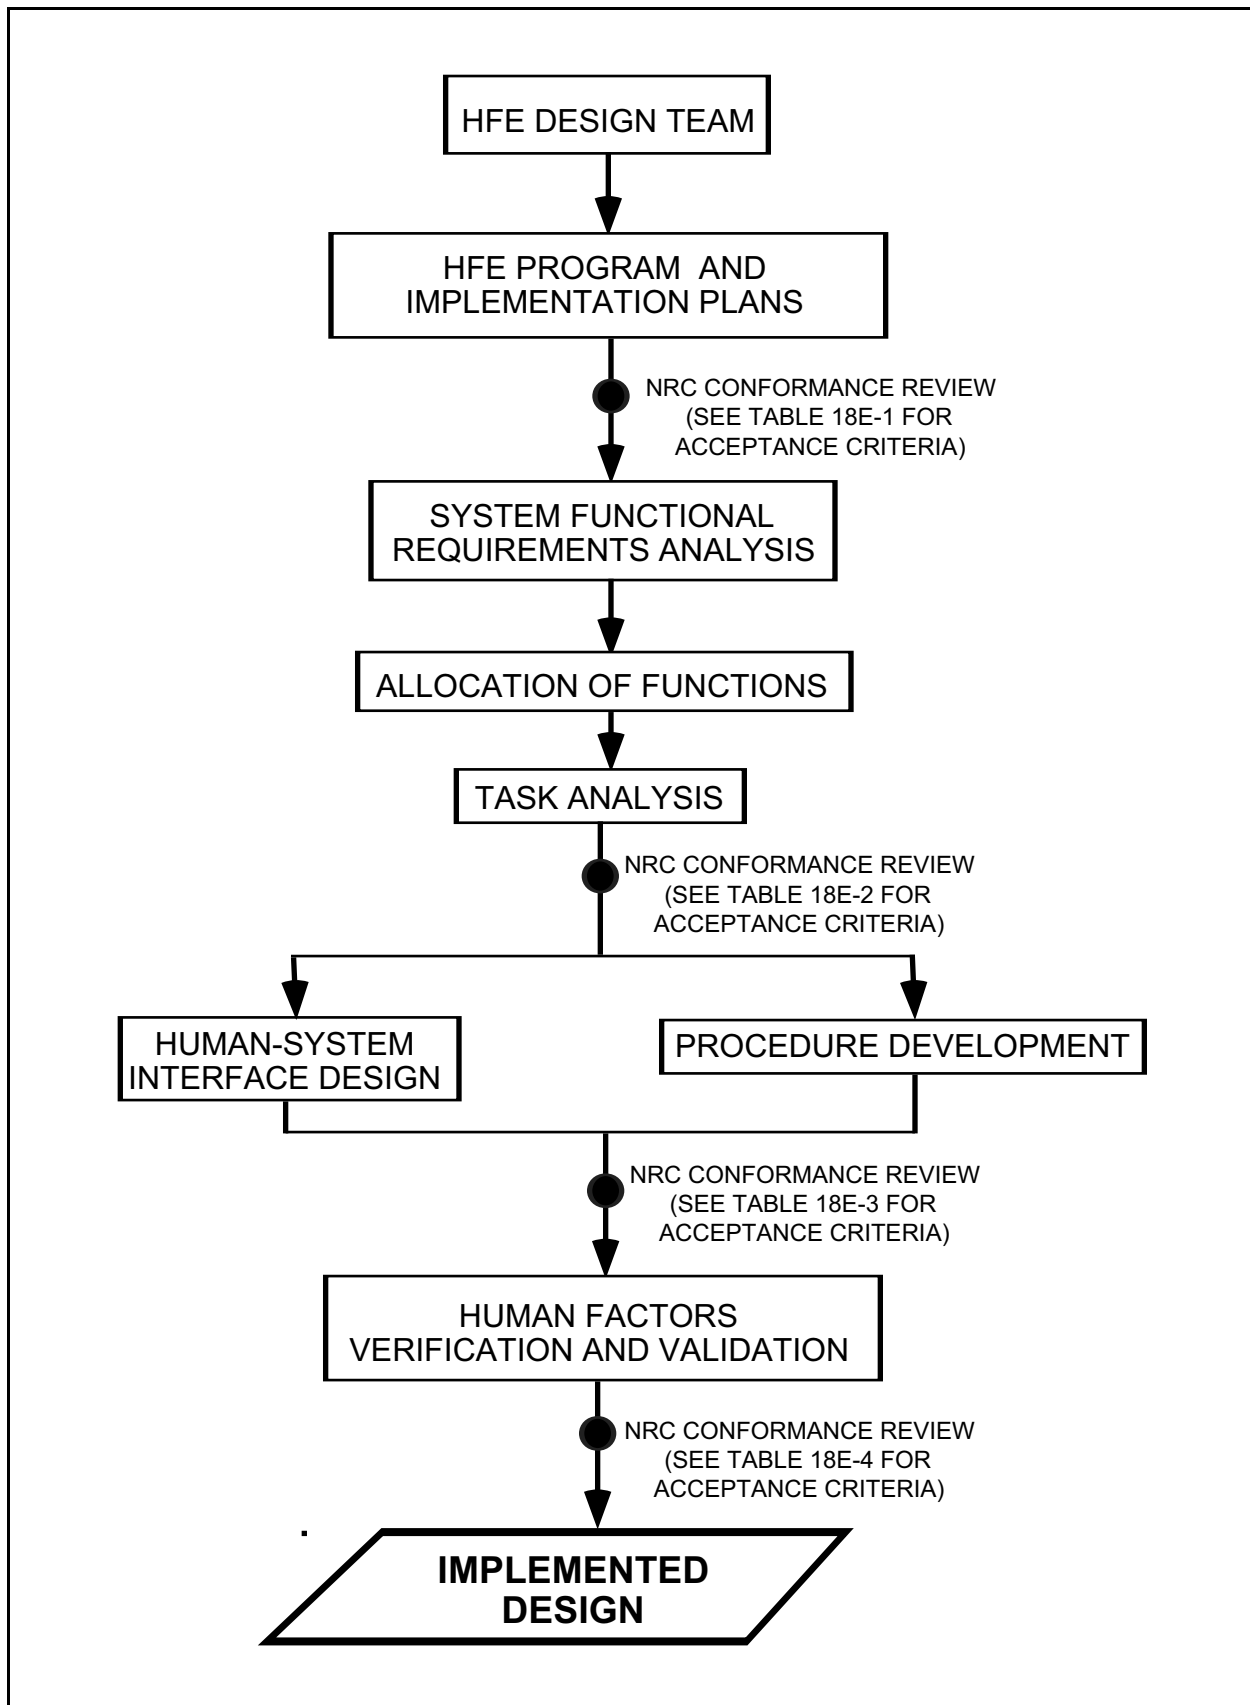 HFE DESIGN TEAM
HFE PROGRAM AND
IMPLEMENTATION PLANS
NRC CONFORMANCE REVIEW
(SEE TABLE 18E-1 FOR
ACCEPTANCE CRITERIA)
SYSTEM FUNCTIONAL
REQUIREMENTS ANALYSIS
ALLOCATION OF FUNCTIONS
TASK ANALYSIS
NRC CONFORMANCE REVIEW
(SEE TABLE 18E-2 FOR
ACCEPTANCE CRITERIA)
HUMAN-SYSTEM
INTERFACE DESIGN
PROCEDURE DEVELOPMENT
NRC CONFORMANCE REVIEW
(SEE TABLE 18E-3 FOR
ACCEPTANCE CRITERIA)
HUMAN FACTORS
VERIFICATION AND VALIDATION
NRC CONFORMANCE REVIEW
(SEE TABLE 18E-4 FOR
ACCEPTANCE CRITERIA)
IMPLEMENTED
DESIGN